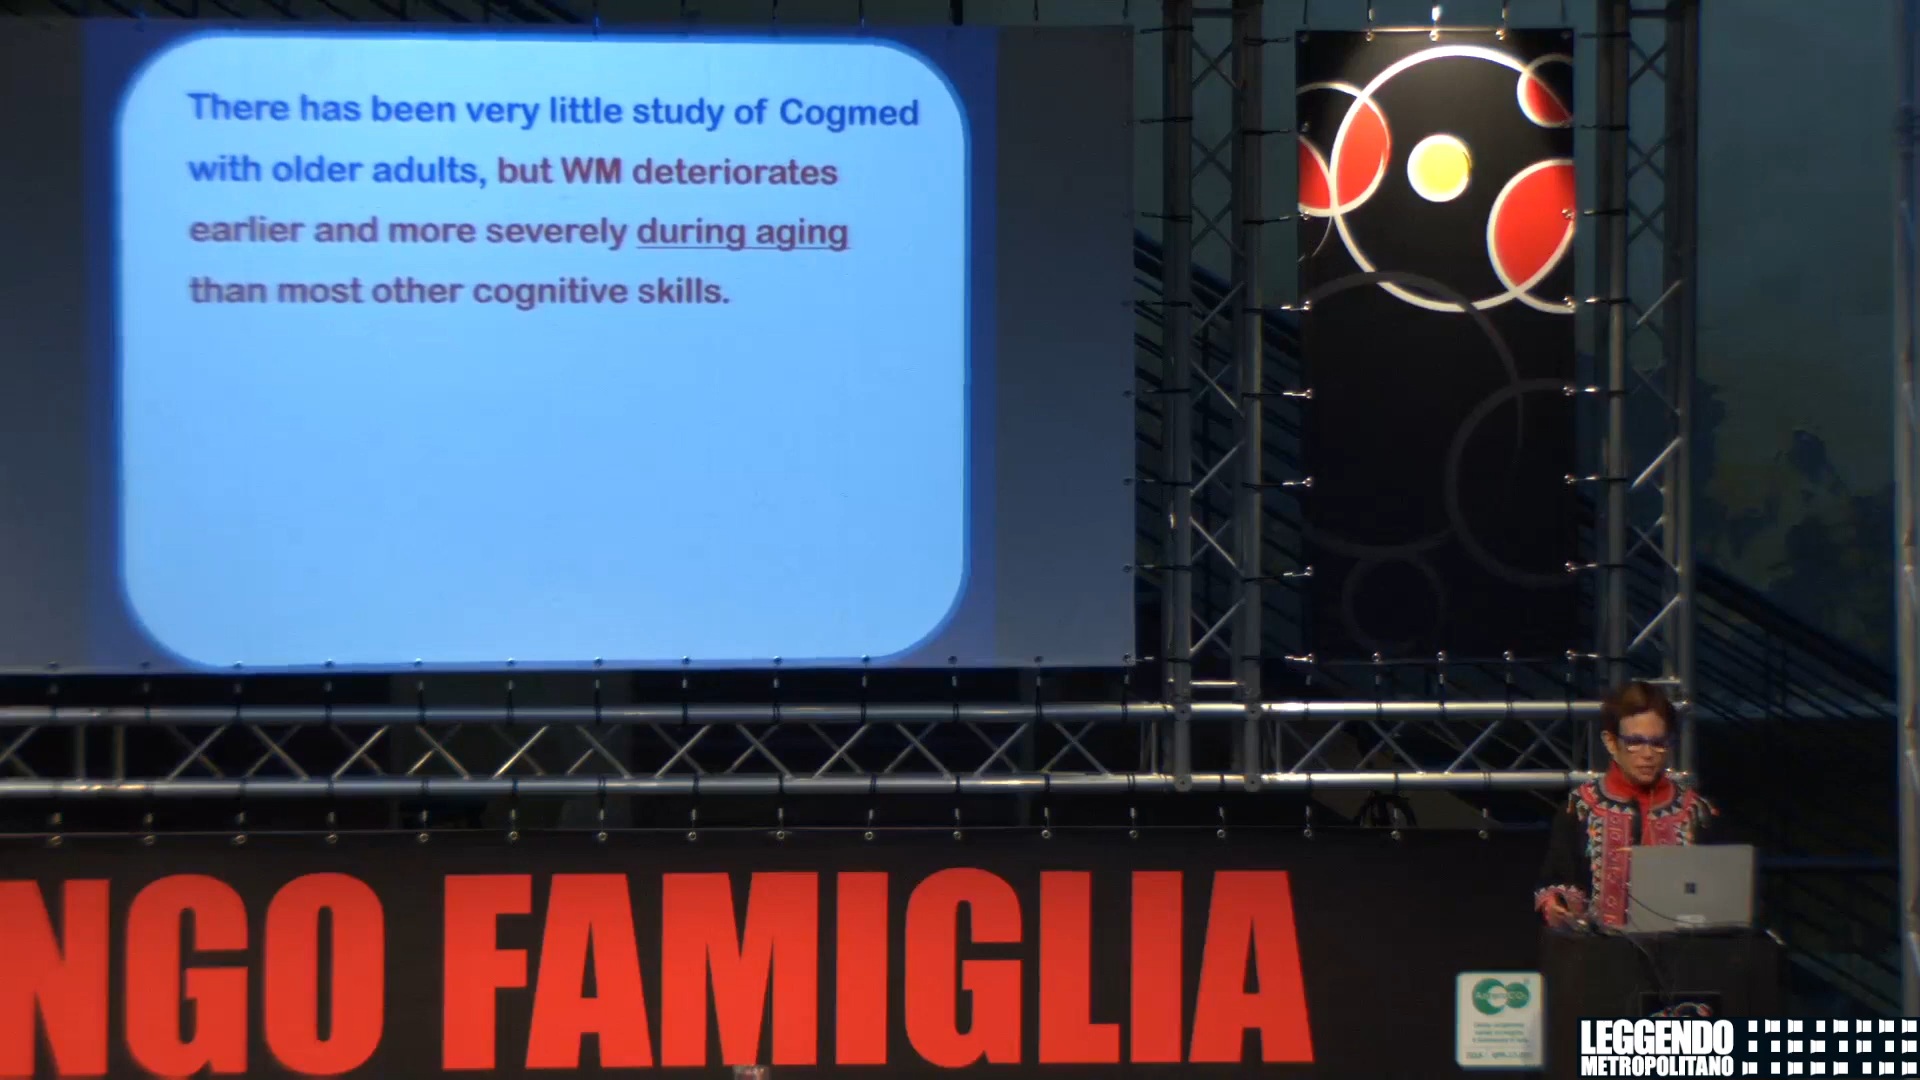 There has been very little study of Cogmed
with older adults, but WM deteriorates
earlier and more severely during aging
than most other cognitive skills.
NGO FAMIGLIA
LEGGENDO
METROPOLITANO